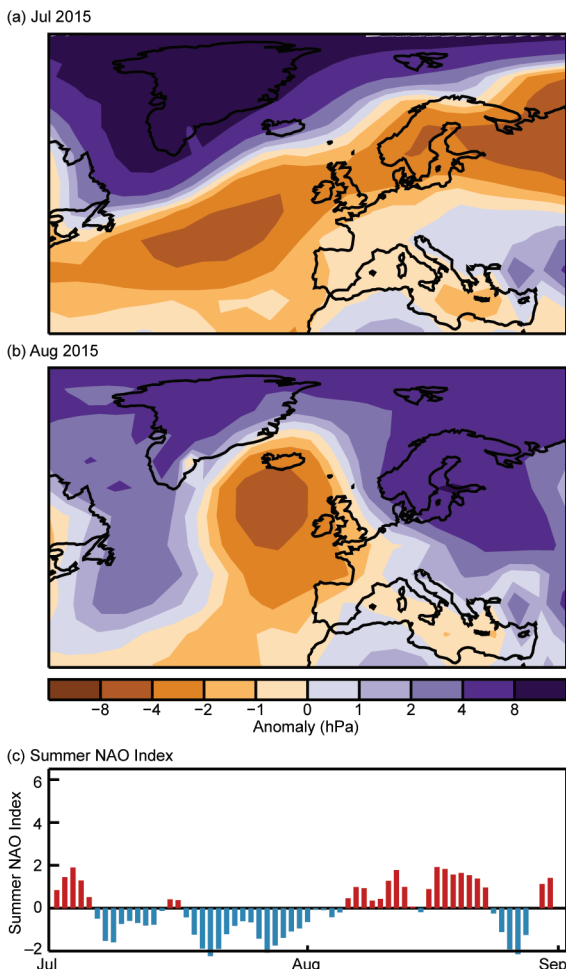 (a) Jul 2015
(b) Aug 2015
−8 −4 −2 −1 0 1 2 4 8
Anomaly (hPa)
(c) Summer NAO Index
6
4
2
0
−2
Summer NAO Index
Jul Aug Sep